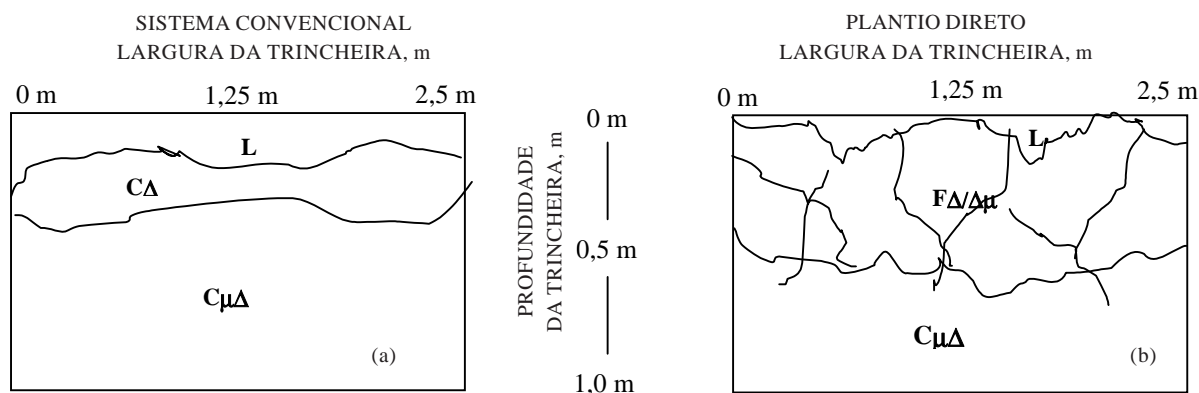 SISTEMA CONVENCIONAL
LARGURA DA TRINCHEIRA, m
0 m 1,25 m 2,5 m
L
CΔ
CμΔ
(a)
PROFUNDIDADE
DA TRINCHEIRA, m
0 m
0,5 m
1,0 m
PLANTIO DIRETO
LARGURA DA TRINCHEIRA, m
0 m 1,25 m 2,5 m
L
FΔ/Δμ
CμΔ
(b)